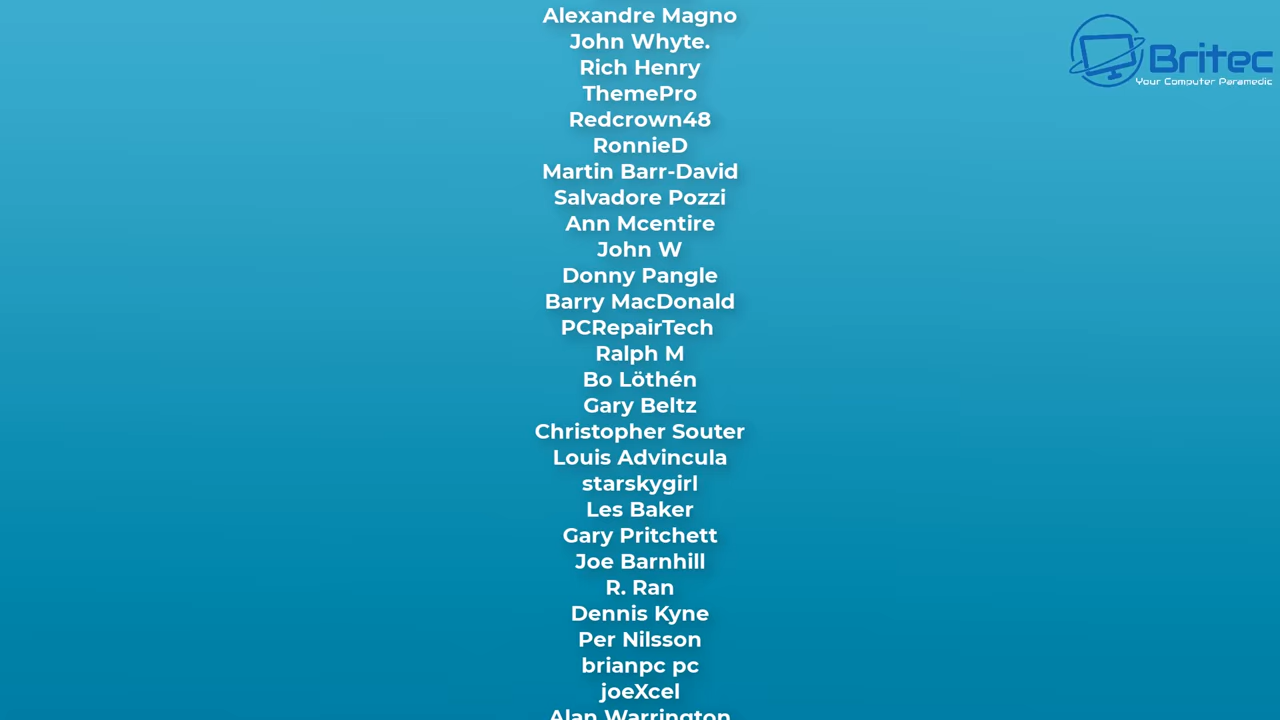 Alexandre Magno
John Whyte.
Rich Henry
ThemePro
Redcrown48
RonnieD
Martin Barr-David
Salvadore Pozzi
Ann Mcentire
John W
Donny Pangle
Barry MacDonald
PCRepairTech
Ralph M
Bo Löthén
Gary Beltz
Christopher Souter
Louis Advincula
starskygirl
Les Baker
Gary Pritchett
Joe Barnhill
R. Ran
Dennis Kyne
Per Nilsson
brianpc pc
joeXcel
Alan Warrington
Britec
Your Computer Paramedic